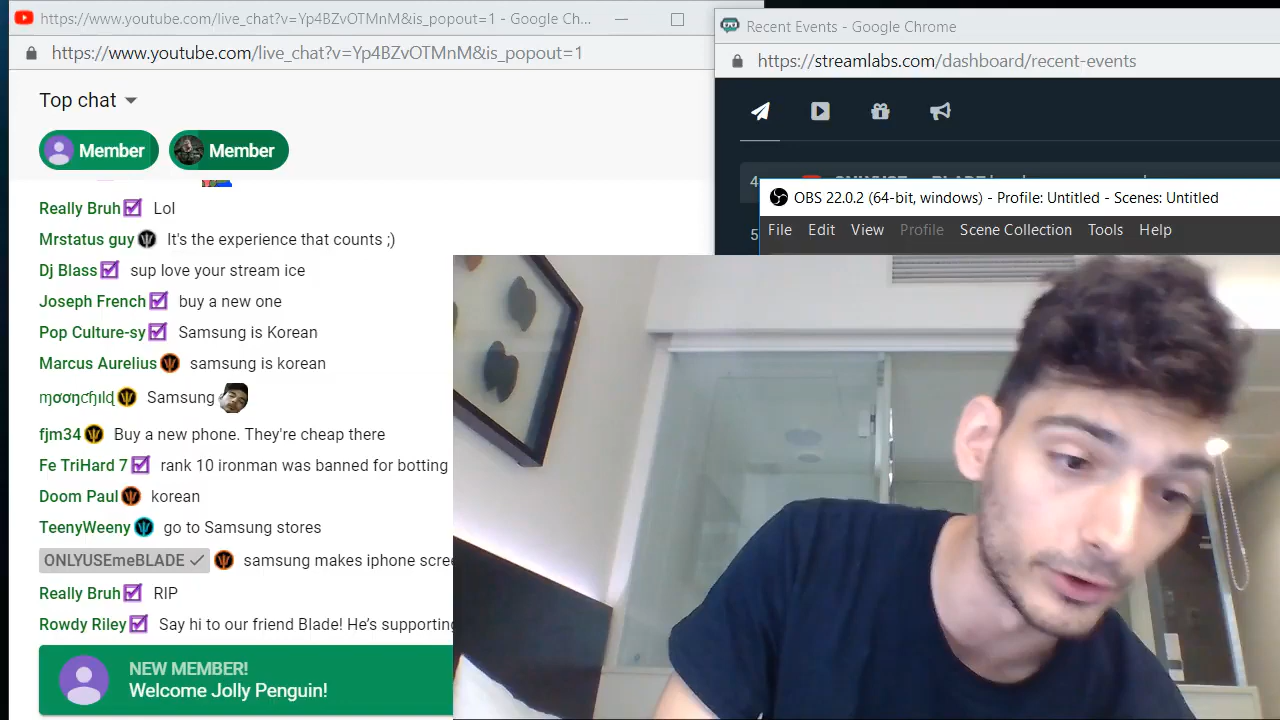 https://www.youtube.com/live_chat?v=Yp4BZvOTMnM&is_popout=1 - Google Ch...
https://www.youtube.com/live_chat?v=Yp4BZvOTMnM&is_popout=1
Top chat
Member Member
Really Bruh Lol
Mrstatus guy It's the experience that counts ;)
Dj Blass sup love your stream ice
Joseph French buy a new one
Pop Culture-sy Samsung is Korean
Marcus Aurelius samsung is korean
Samsung
fjm34 Buy a new phone. They're cheap there
Fe TriHard 7 rank 10 ironman was banned for botting
Doom Paul korean
TeenyWeeny go to Samsung stores
ONLYUSEmeBLADE samsung makes iphone scre
Really Bruh RIP
Rowdy Riley Say hi to our friend Blade! He's supporting
NEW MEMBER!
Welcome Jolly Penguin!
Recent Events - Google Chrome
https://streamlabs.com/dashboard/recent-events
4
5
OBS 22.0.2 (64-bit, windows) - Profile: Untitled - Scenes: Untitled
File Edit View Profile Scene Collection Tools Help